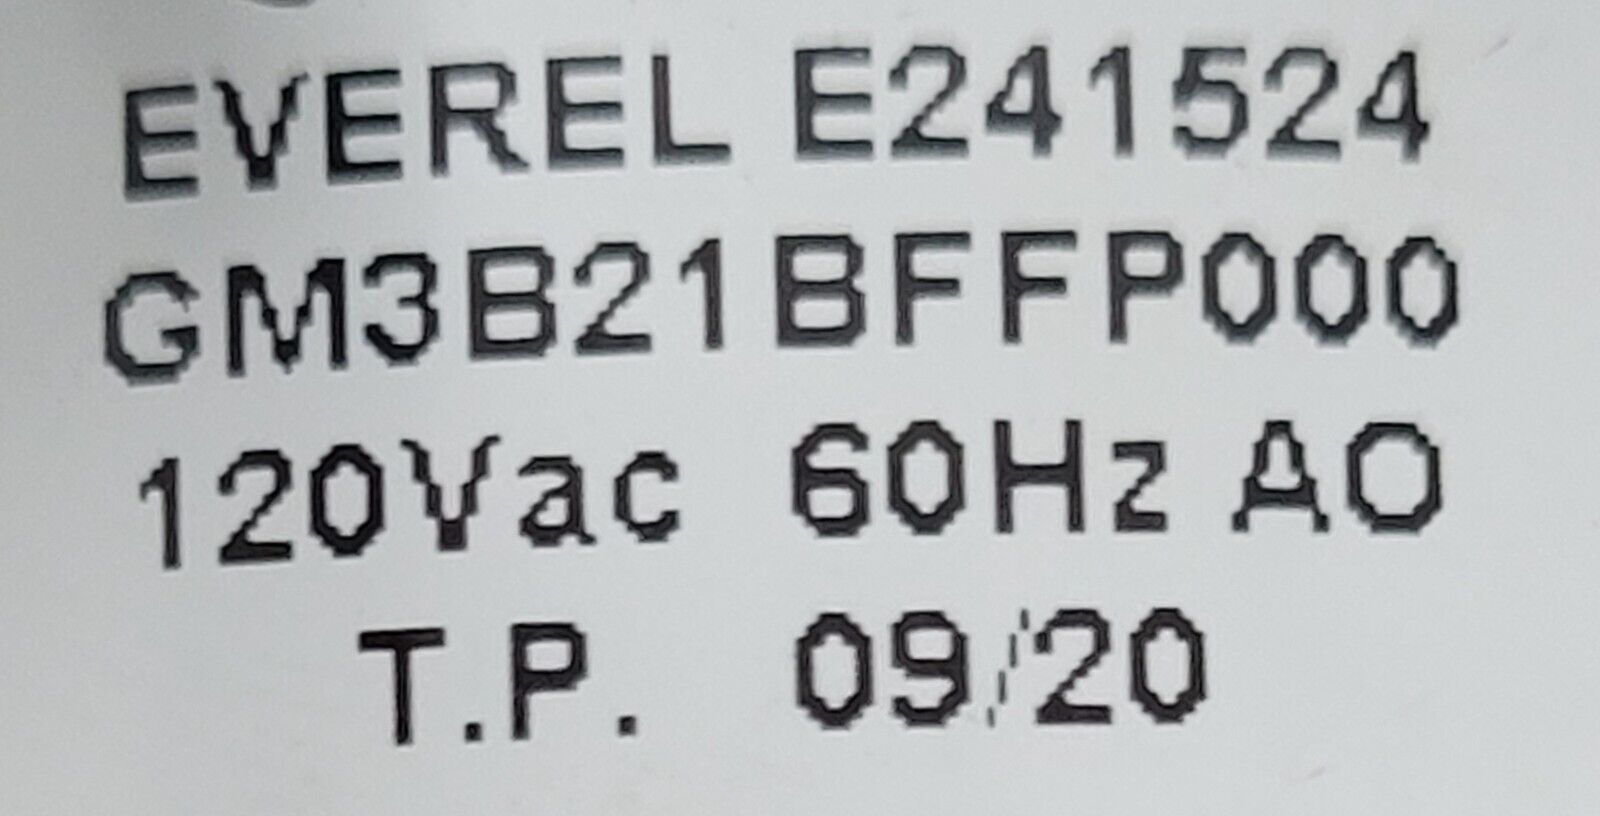 EVEREL E241524
GM3B21BFFP000
120Vac 60Hz AO
T.P. 09/20